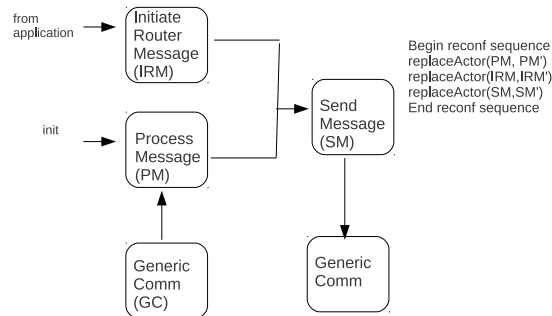 from
application
Initiate
Router
Message
(IRM)
Begin reconf sequence
replaceActor(PM, PM')
replaceActor(IRM,IRM')
replaceActor(SM,SM')
End reconf sequence
Send
Message
(SM)
init
Process
Message
(PM)
Generic
Comm
(GC)
Generic
Comm